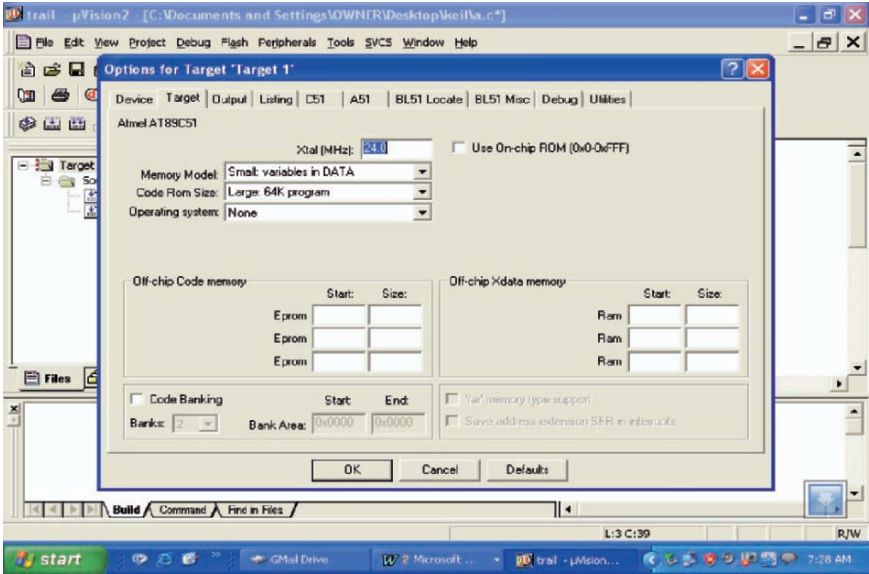 trail - µVision2 - [C:\Documents and Settings\OWNER\Desktop\keil\a.c*]
File Edit View Project Debug Flash Peripherals Tools SVCS Window Help
Options for Target 'Target 1'
Device Target Output Listing C51 A51 BL51 Locate BL51 Misc Debug Utilities
Atmel AT89C51
Xtal (MHz): 24.0
Use On-chip ROM (0x0-0xFFF)
Memory Model: Small: variables in DATA
Code Rom Size: Large: 64K program
Operating system: None
Target
So
Off-chip Code memory
Start: Size:
Eprom
Eprom
Eprom
Off-chip Xdata memory
Start: Size:
Ram
Ram
Ram
Files
Code Banking
Start: End:
Banks: 2 Bank Area: 0x0000 0x0000
'far' memory type support
Save address extension SFR in interrupts
OK Cancel Defaults
Build Command Find in Files
L:3 C:39 R/W
start GMail Drive 2 Microsoft ... trail - µVision... 7:28 AM